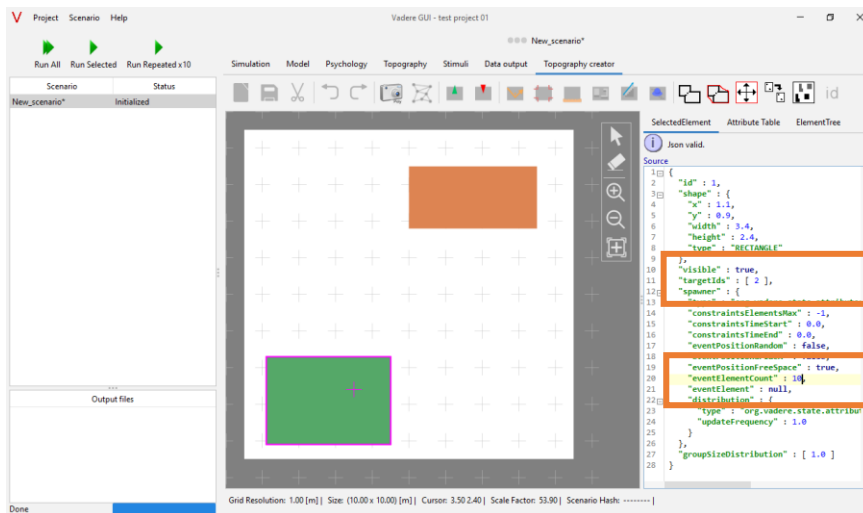 Project Scenario Help
Vadere GUI - test project 01
New_scenario*
Run All Run Selected Run Repeated x10
Simulation Model Psychology Topography Stimuli Data output Topography creator
Scenario Status
New_scenario* Initialized
id
SelectedElement Attribute Table ElementTree
Json valid.
Source
1 {
2 "id" : 1,
3 "shape" : {
4 "x" : 1.1,
5 "y" : 0.9,
6 "width" : 3.4,
7 "height" : 2.4,
8 "type" : "RECTANGLE"
9 },
10 "visible" : true,
11 "targetIds" : [ 2 ],
12 "spawner" : {
13
14 "constraintsElementsMax" : -1,
15 "constraintsTimeStart" : 0.0,
16 "constraintsTimeEnd" : 0.0,
17 "eventPositionRandom" : false,
18
19 "eventPositionFreeSpace" : true,
20 "eventElementCount" : 10,
21 "eventElement" : null,
22 "distribution" : {
23 "type" : "org.vadere.state.attribu
24 "updateFrequency" : 1.0
25 }
26 },
27 "groupSizeDistribution" : [ 1.0 ]
28 }
Output files
Done
Grid Resolution: 1.00 [m] | Size: (10.00 x 10.00) [m] | Cursor: 3.50 2.40 | Scale Factor: 53.90 | Scenario Hash: -------- |